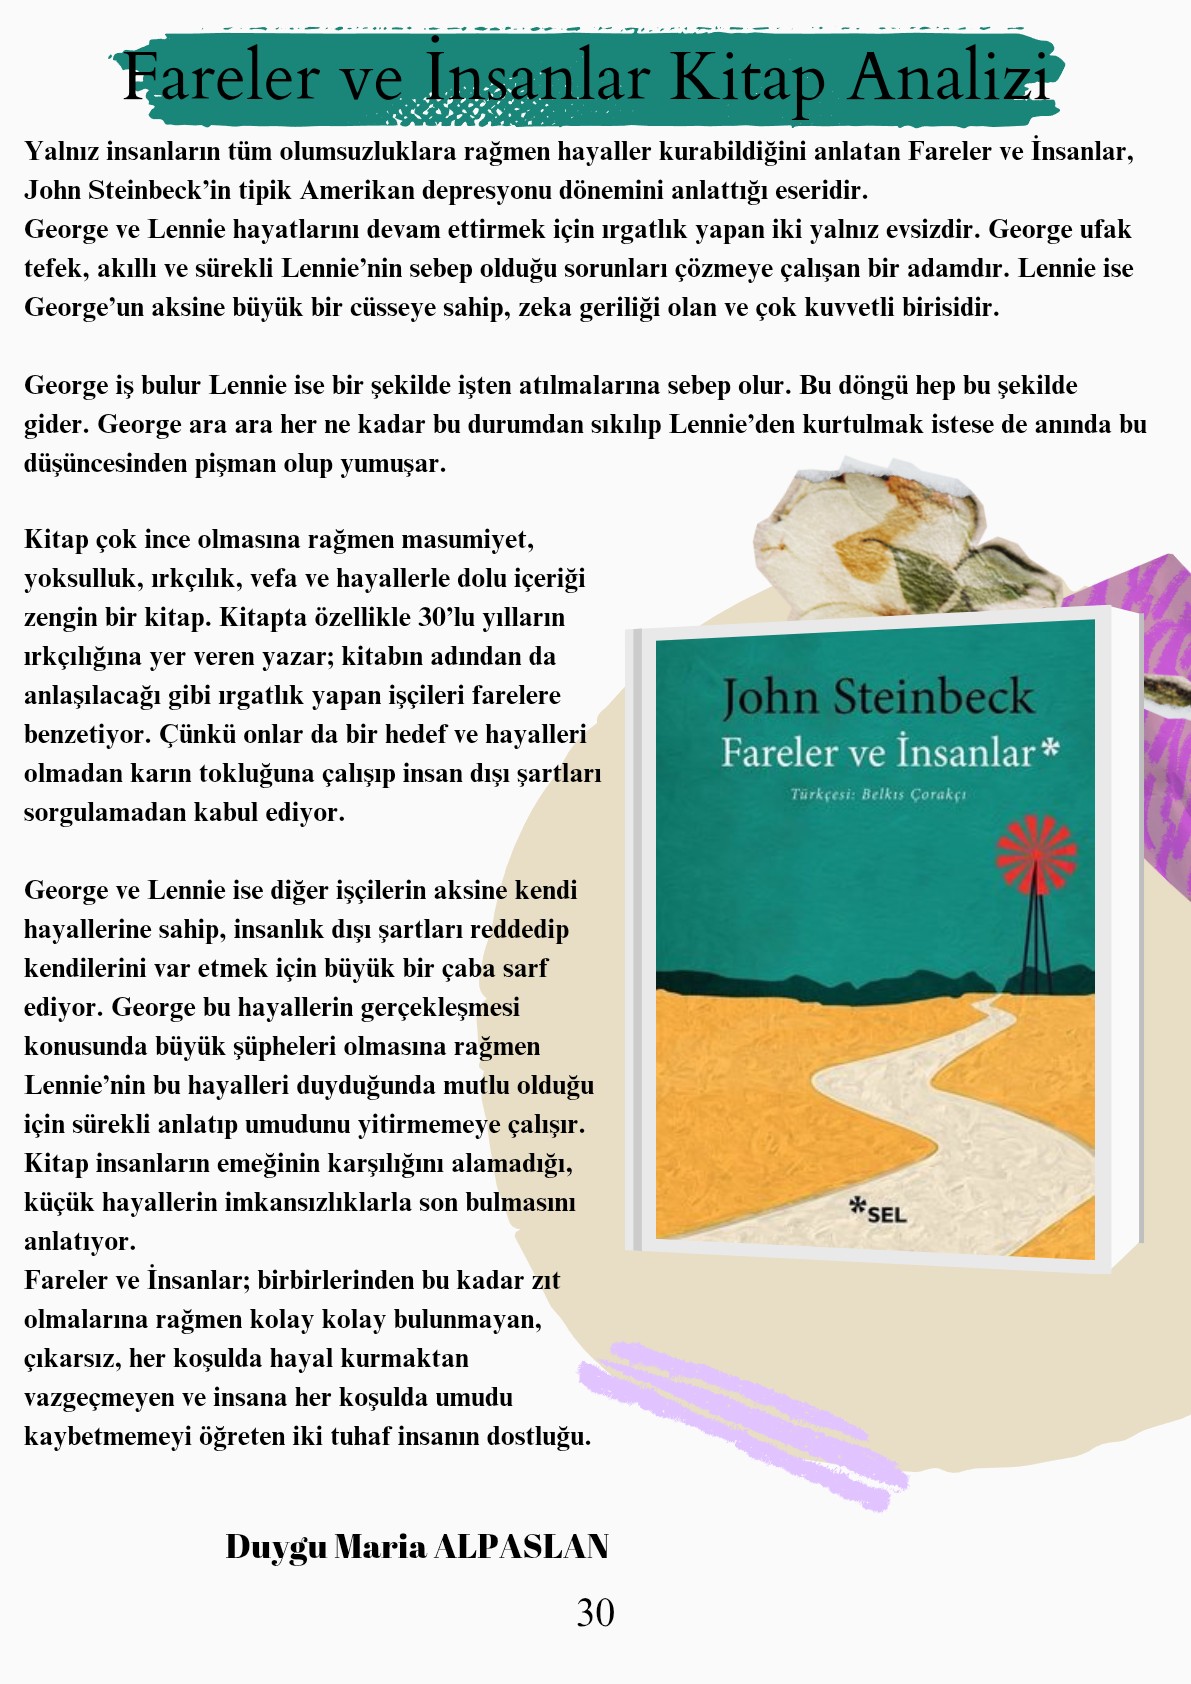 Fareler ve İnsanlar Kitap Analizi
Yalnız insanların tüm olumsuzluklara rağmen hayaller kurabildiğini anlatan Fareler ve İnsanlar,
John Steinbeck’in tipik Amerikan depresyonu dönemini anlattığı eseridir.
George ve Lennie hayatlarını devam ettirmek için ırgatlık yapan iki yalnız evsizdir. George ufak
tefek, akıllı ve sürekli Lennie’nin sebep olduğu sorunları çözmeye çalışan bir adamdır. Lennie ise
George’un aksine büyük bir cüsseye sahip, zeka geriliği olan ve çok kuvvetli birisidir.
George iş bulur Lennie ise bir şekilde işten atılmalarına sebep olur. Bu döngü hep bu şekilde
gider. George ara ara her ne kadar bu durumdan sıkılıp Lennie’den kurtulmak istese de anında bu
düşüncesinden pişman olup yumuşar.
Kitap çok ince olmasına rağmen masumiyet,
yoksulluk, ırkçılık, vefa ve hayallerle dolu içeriği
zengin bir kitap. Kitapta özellikle 30’lu yılların
ırkçılığına yer veren yazar; kitabın adından da
anlaşılacağı gibi ırgatlık yapan işçileri farelere
benzetiyor. Çünkü onlar da bir hedef ve hayalleri
olmadan karın tokluğuna çalışıp insan dışı şartları
sorgulamadan kabul ediyor.
George ve Lennie ise diğer işçilerin aksine kendi
hayallerine sahip, insanlık dışı şartları reddedip
kendilerini var etmek için büyük bir çaba sarf
ediyor. George bu hayallerin gerçekleşmesi
konusunda büyük şüpheleri olmasına rağmen
Lennie’nin bu hayalleri duyduğunda mutlu olduğu
için sürekli anlatıp umudunu yitirmemeye çalışır.
Kitap insanların emeğinin karşılığını alamadığı,
küçük hayallerin imkansızlıklarla son bulmasını
anlatıyor.
Fareler ve İnsanlar; birbirlerinden bu kadar zıt
olmalarına rağmen kolay kolay bulunmayan,
çıkarsız, her koşulda hayal kurmaktan
vazgeçmeyen ve insana her koşulda umudu
kaybetmemeyi öğreten iki tuhaf insanın dostluğu.
John Steinbeck
Fareler ve İnsanlar*
Türkçesi: Belkıs Çorakçı
*SEL
Duygu Maria ALPASLAN
30